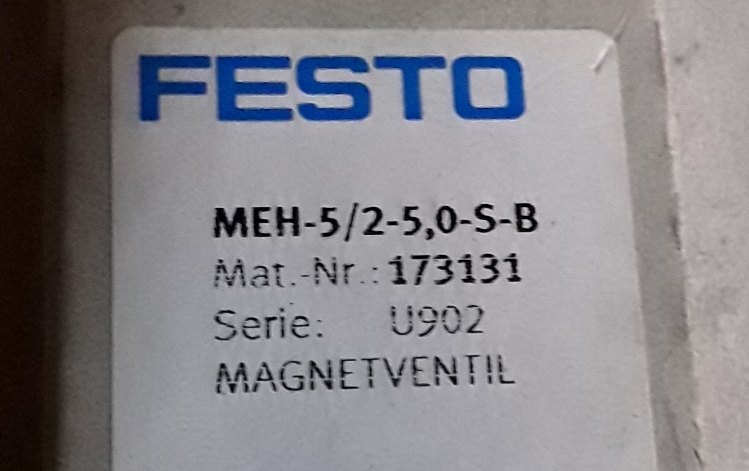 FESTO
MEH-5/2-5,0-S-B
Mat.-Nr.: 173131
Serie: U902
MAGNETVENTIL